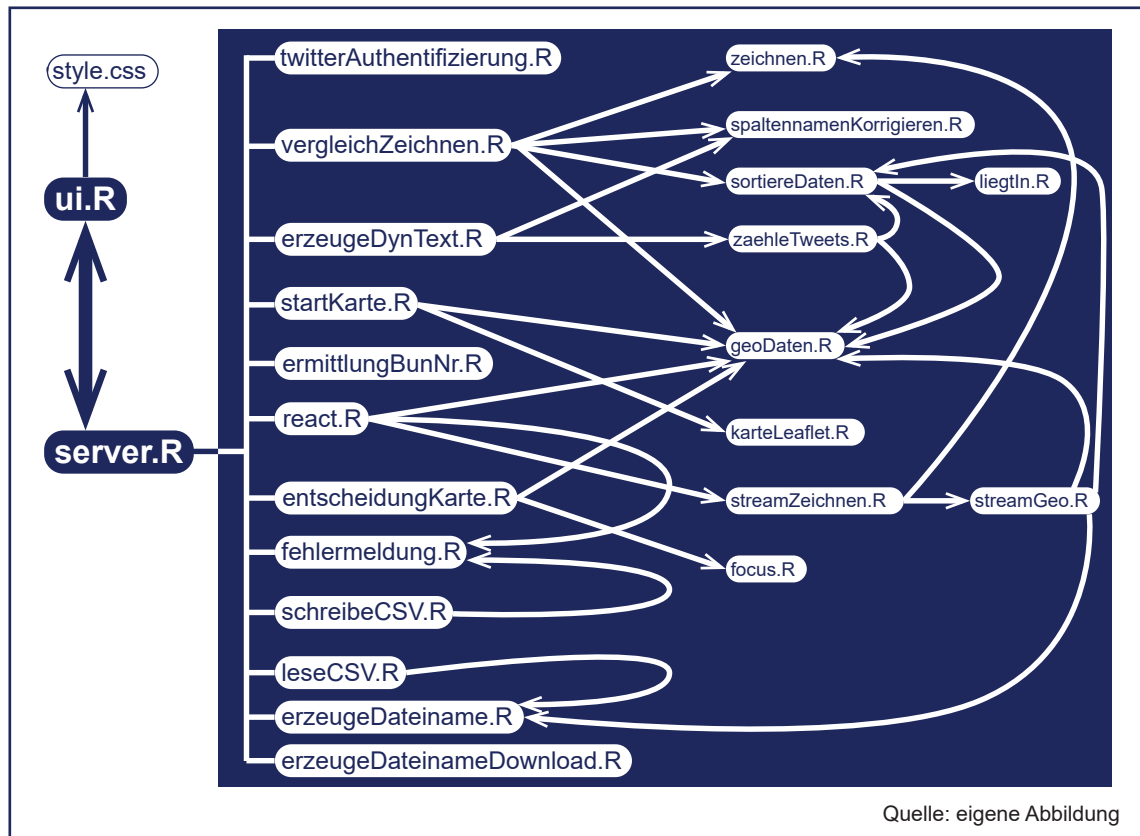 style.css
ui.R
server.R
twitterAuthentifizierung.R
vergleichZeichnen.R
erzeugeDynText.R
startKarte.R
ermittlungBunNr.R
react.R
entscheidungKarte.R
fehlermeldung.R
schreibeCSV.R
leseCSV.R
erzeugeDateiname.R
erzeugeDateinameDownload.R
zeichnen.R
spaltennamenKorrigieren.R
sortiereDaten.R
liegtIn.R
zaehleTweets.R
geoDaten.R
karteLeaflet.R
streamZeichnen.R
streamGeo.R
focus.R
Quelle: eigene Abbildung